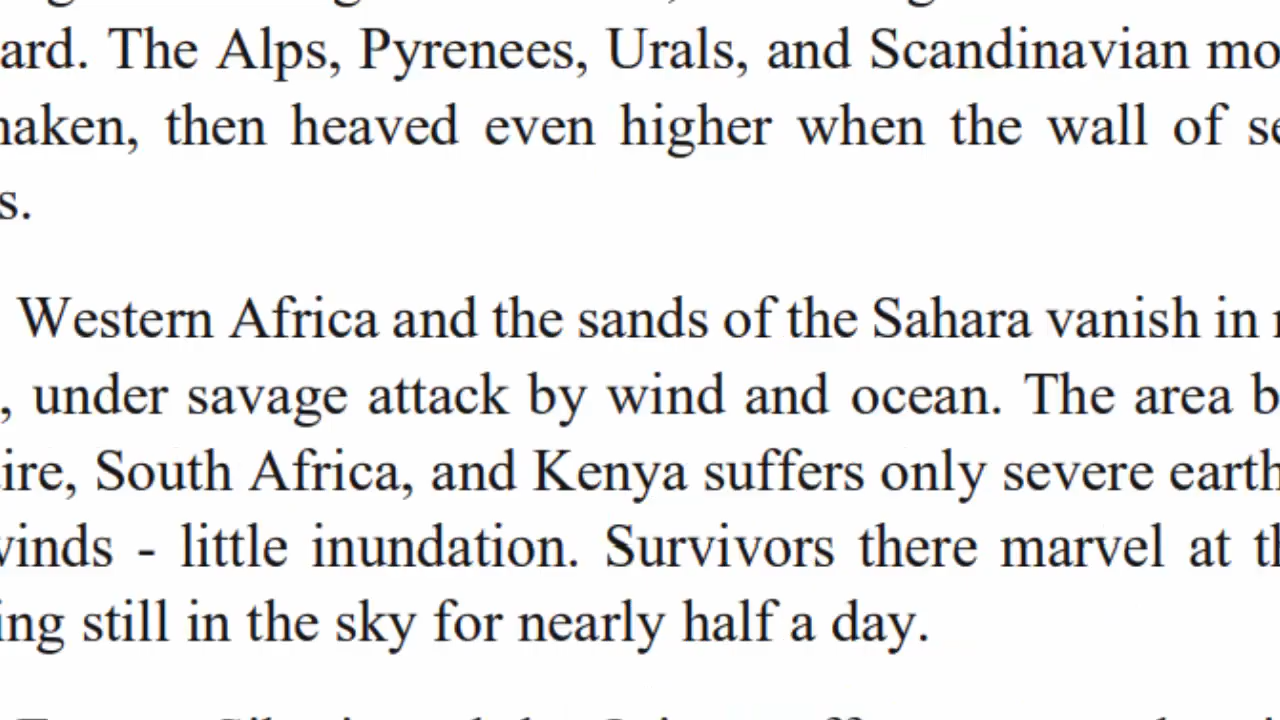 ard. The Alps, Pyrenees, Urals, and Scandinavian mo
haken, then heaved even higher when the wall of se
s.
Western Africa and the sands of the Sahara vanish in
, under savage attack by wind and ocean. The area b
ire, South Africa, and Kenya suffers only severe earth
winds - little inundation. Survivors there marvel at th
ing still in the sky for nearly half a day.